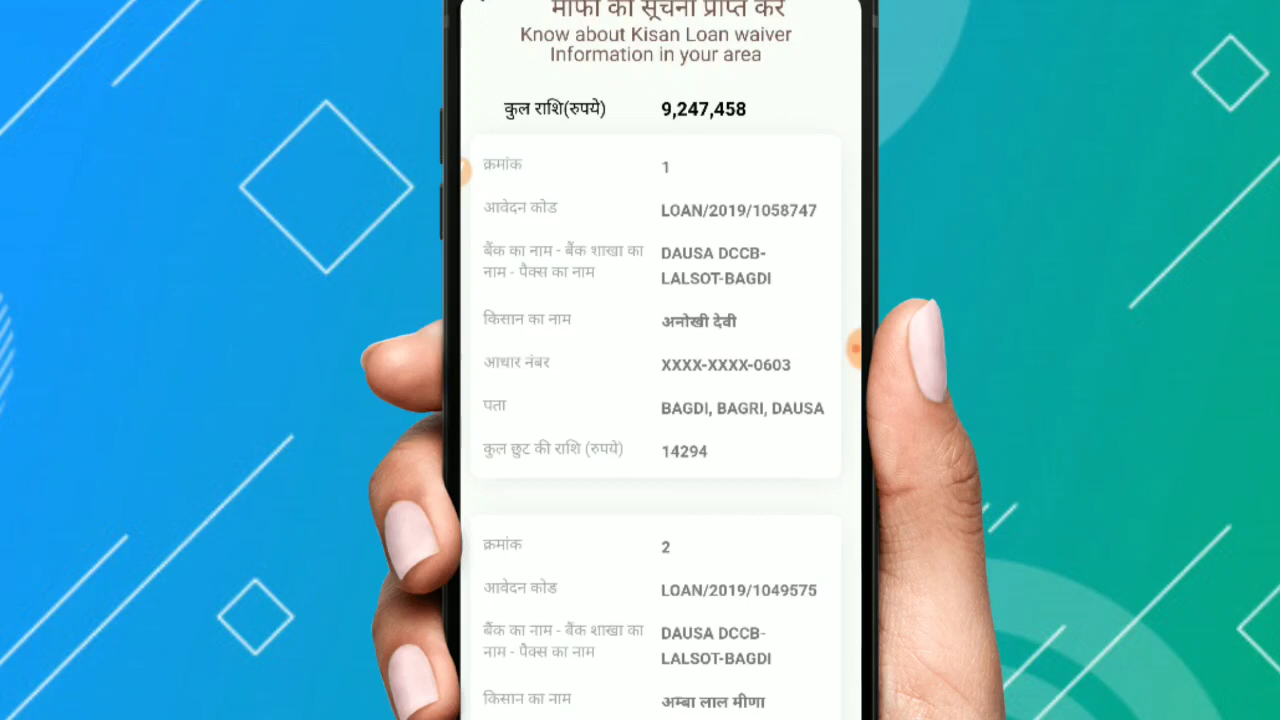 माफी की सूचना प्राप्त करें
Know about Kisan Loan waiver
Information in your area
कुल राशि(रुपये) 9,247,458
क्रमांक 1
आवेदन कोड LOAN/2019/1058747
बैंक का नाम - बैंक शाखा का
नाम - पैक्स का नाम
DAUSA DCCB-
LALSOT-BAGDI
किसान का नाम अनोखी देवी
आधार नंबर XXXX-XXXX-0603
पता BAGDI, BAGRI, DAUSA
कुल छुट की राशि (रुपये) 14294
क्रमांक 2
आवेदन कोड LOAN/2019/1049575
बैंक का नाम - बैंक शाखा का
नाम - पैक्स का नाम
DAUSA DCCB-
LALSOT-BAGDI
किसान का नाम अम्बा लाल मीणा